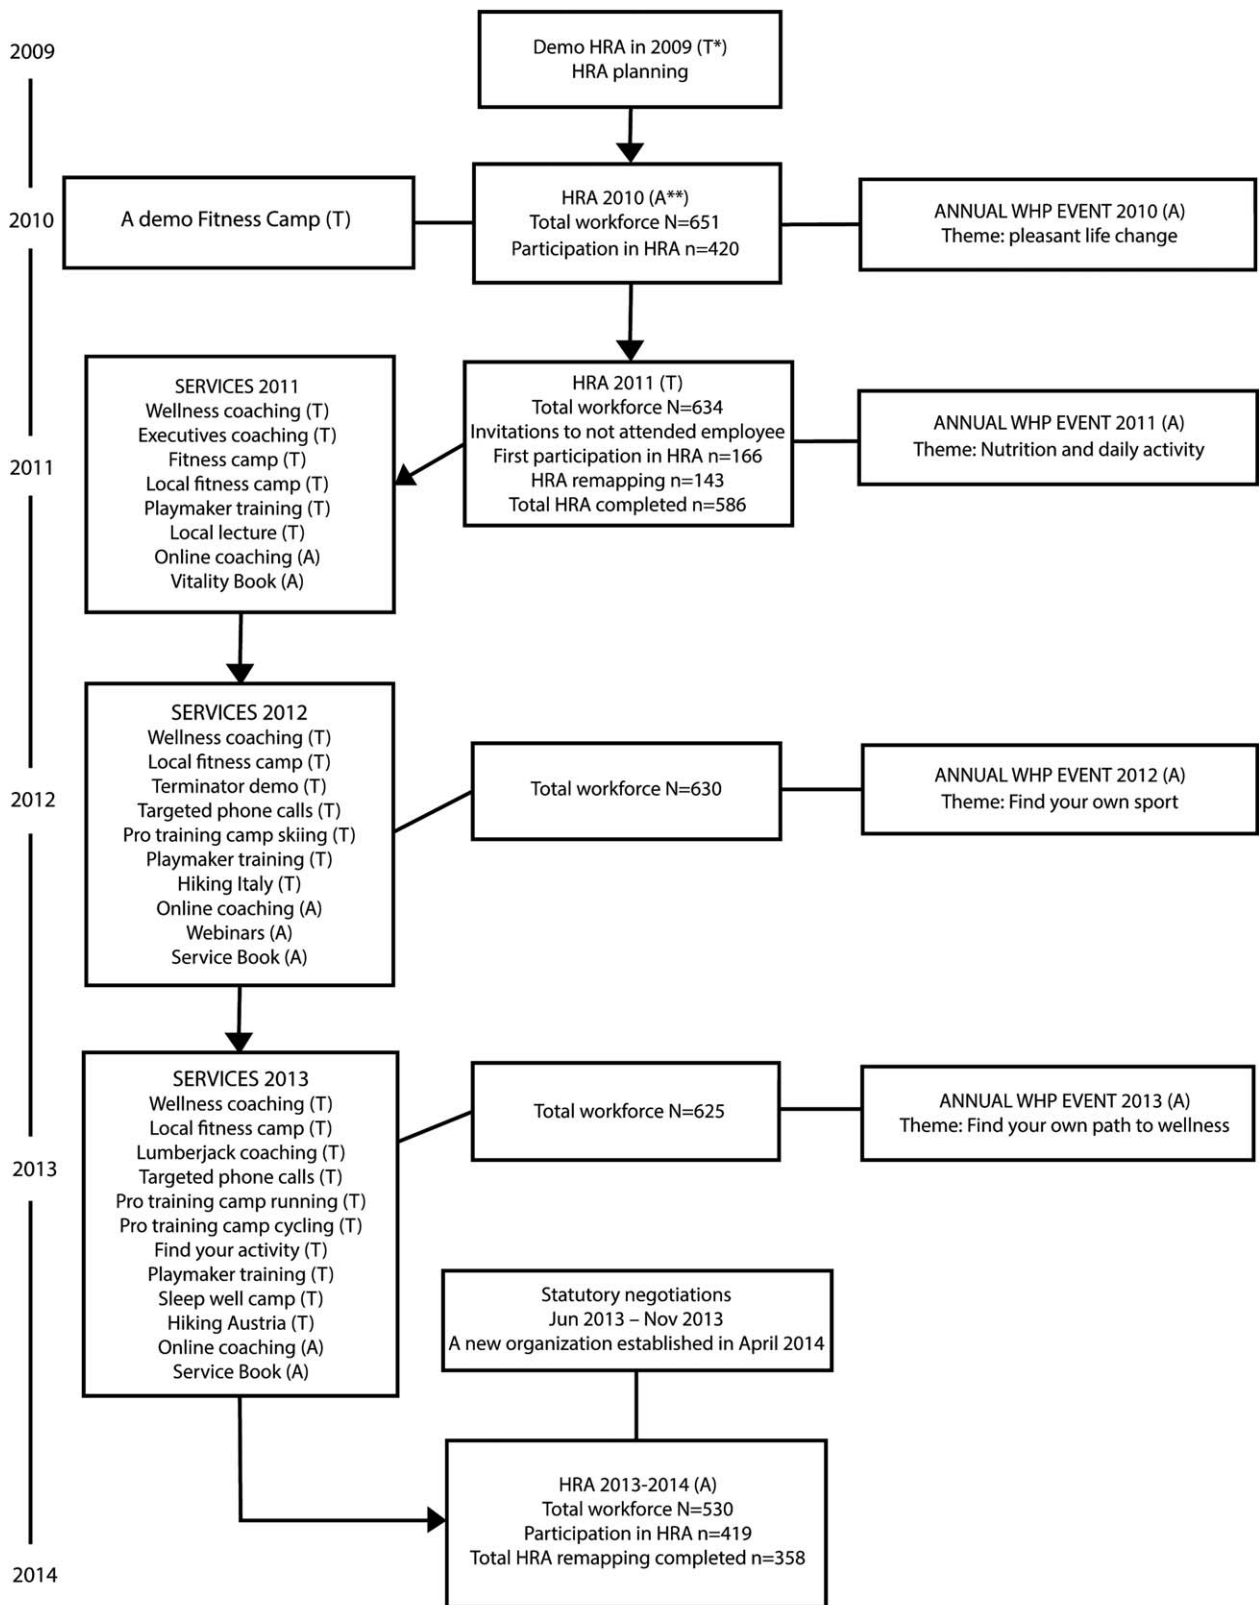 2009
Demo HRA in 2009 (T*)
HRA planning
2010
A demo Fitness Camp (T)
HRA 2010 (A**)
Total workforce N=651
Participation in HRA n=420
ANNUAL WHP EVENT 2010 (A)
Theme: pleasant life change
2011
SERVICES 2011
Wellness coaching (T)
Executives coaching (T)
Fitness camp (T)
Local fitness camp (T)
Playmaker training (T)
Local lecture (T)
Online coaching (A)
Vitality Book (A)
HRA 2011 (T)
Total workforce N=634
Invitations to not attended employee
First participation in HRA n=166
HRA remapping n=143
Total HRA completed n=586
ANNUAL WHP EVENT 2011 (A)
Theme: Nutrition and daily activity
2012
SERVICES 2012
Wellness coaching (T)
Local fitness camp (T)
Terminator demo (T)
Targeted phone calls (T)
Pro training camp skiing (T)
Playmaker training (T)
Hiking Italy (T)
Online coaching (A)
Webinars (A)
Service Book (A)
Total workforce N=630
ANNUAL WHP EVENT 2012 (A)
Theme: Find your own sport
2013
SERVICES 2013
Wellness coaching (T)
Local fitness camp (T)
Lumberjack coaching (T)
Targeted phone calls (T)
Pro training camp running (T)
Pro training camp cycling (T)
Find your activity (T)
Playmaker training (T)
Sleep well camp (T)
Hiking Austria (T)
Online coaching (A)
Service Book (A)
Total workforce N=625
ANNUAL WHP EVENT 2013 (A)
Theme: Find your own path to wellness
Statutory negotiations
Jun 2013 – Nov 2013
A new organization established in April 2014
HRA 2013-2014 (A)
Total workforce N=530
Participation in HRA n=419
Total HRA remapping completed n=358
2014